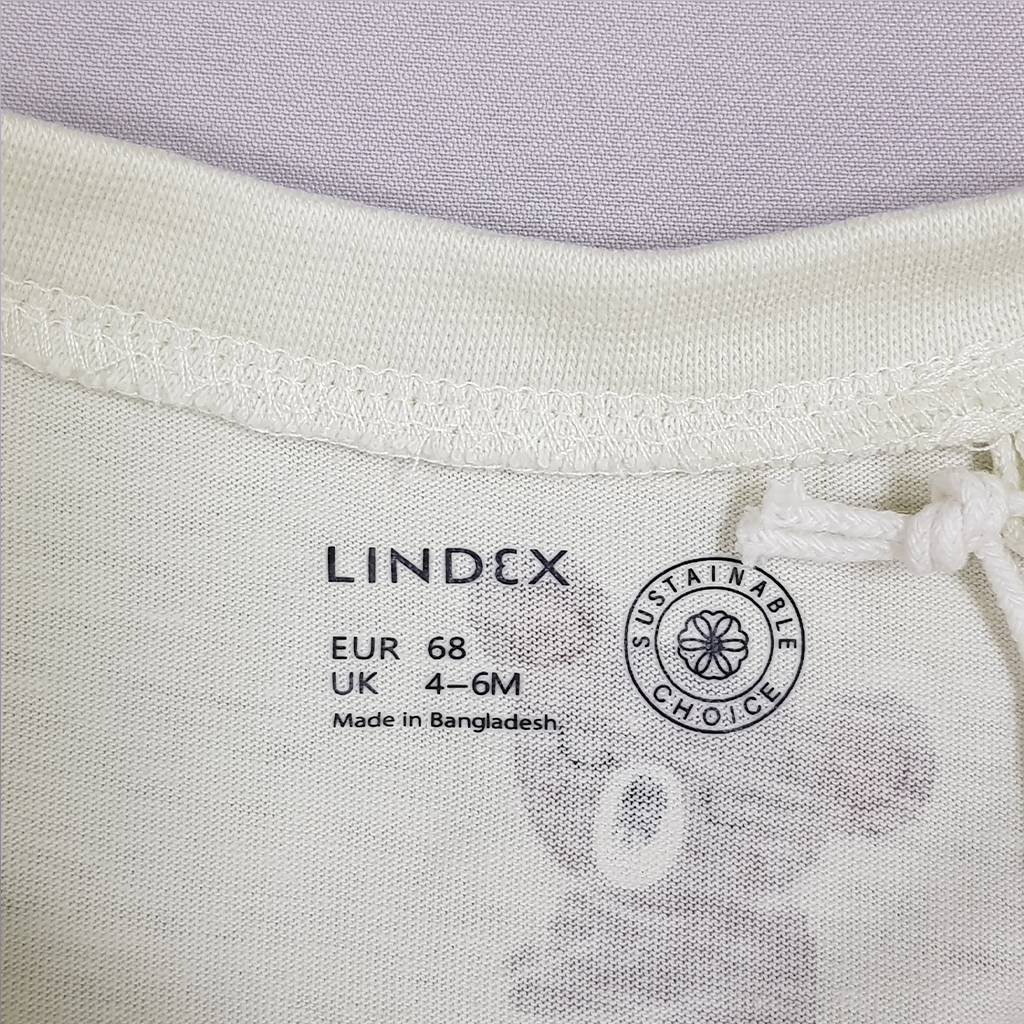 LINDEX
EUR 68
UK 4–6M
Made in Bangladesh.
SUSTAINABLE
CHOICE